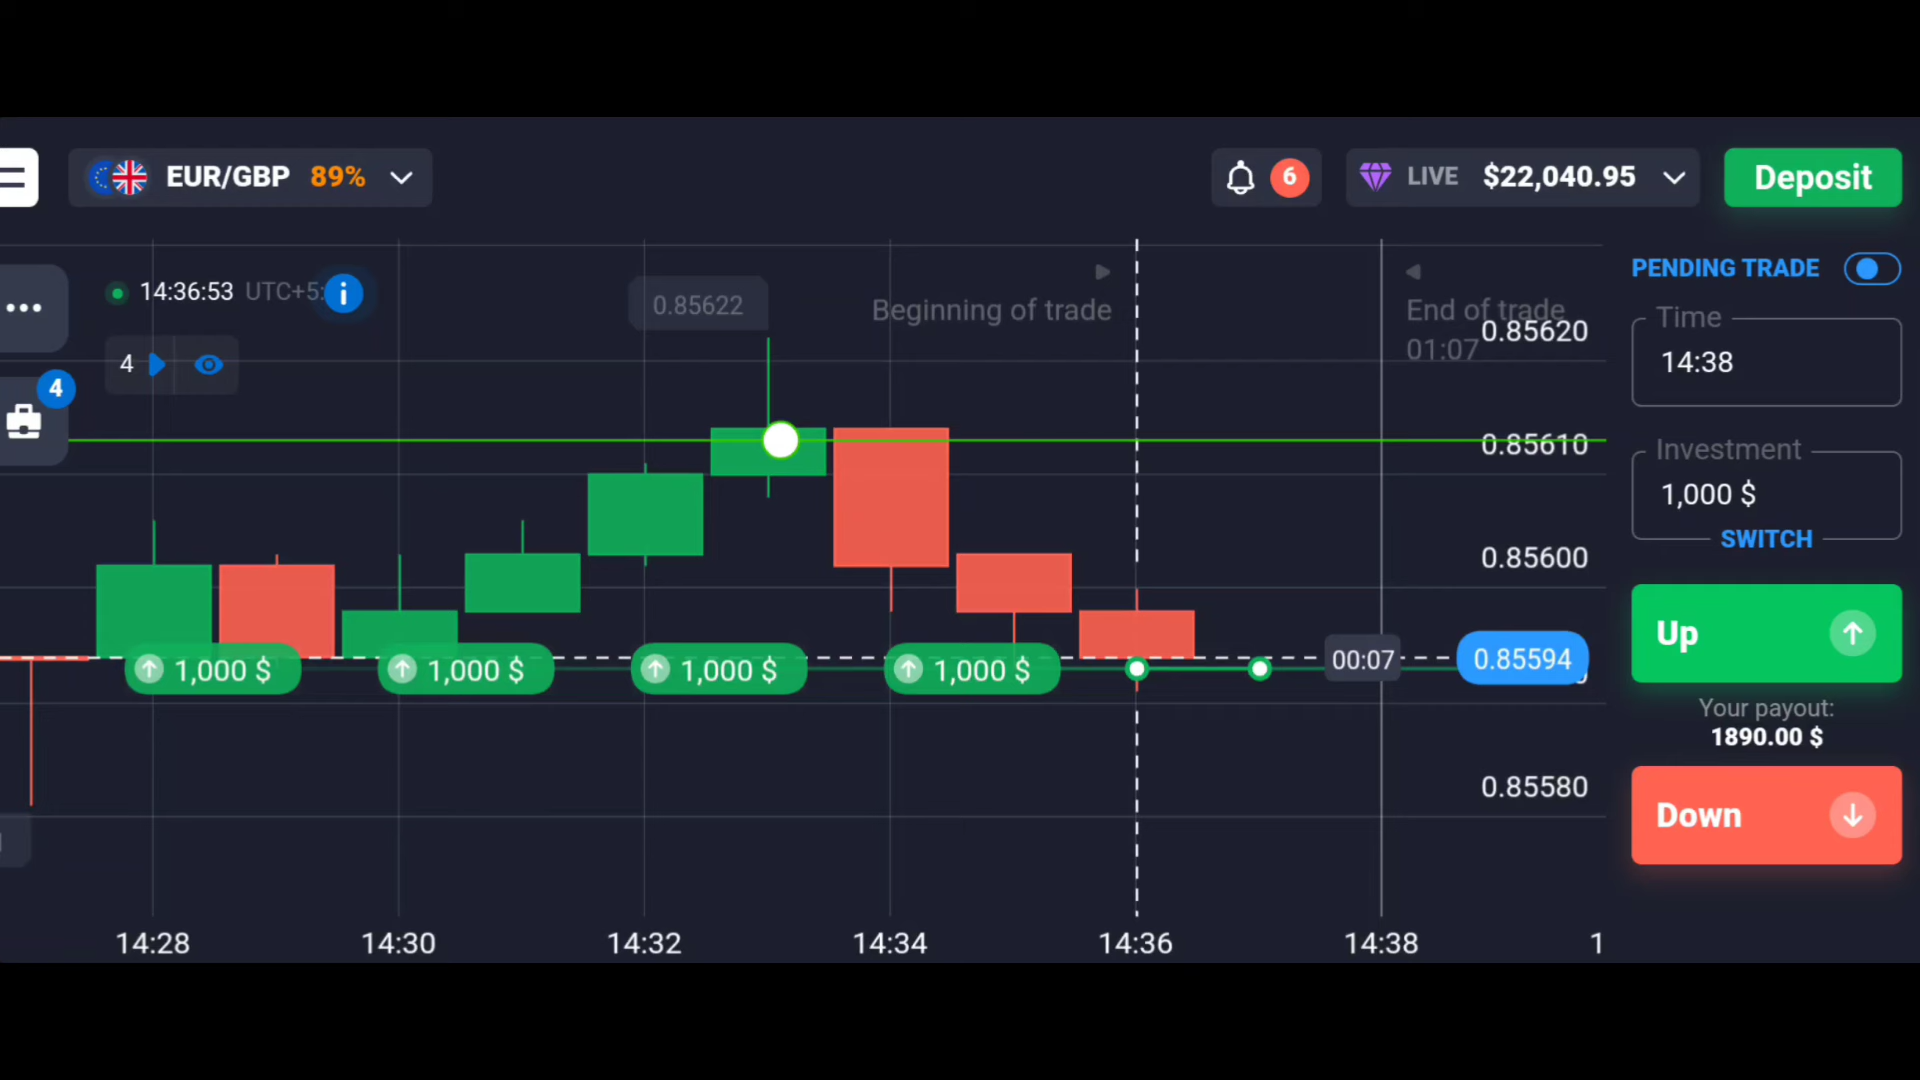 EUR/GBP 89%
6
LIVE $22,040.95
Deposit
14:36:53 UTC+5:
4
4
0.85622
Beginning of trade
End of trade
01:07
0.85620
0.85610
0.85600
0.85594
0.85580
00:07
1,000 $
1,000 $
1,000 $
1,000 $
14:28
14:30
14:32
14:34
14:36
14:38
1
PENDING TRADE
Time
14:38
Investment
1,000 $
SWITCH
Up
Your payout:
1890.00 $
Down